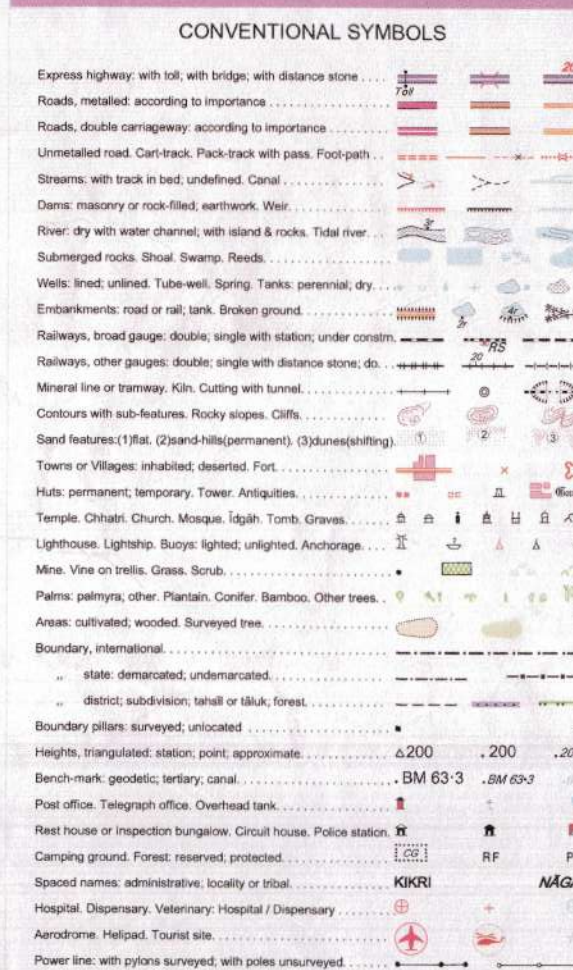 CONVENTIONAL SYMBOLS
Express highway: with toll; with bridge; with distance stone
Toll
Roads, metalled: according to importance
Roads, double carriageway: according to importance
Unmetalled road. Cart-track. Pack-track with pass. Foot-path
Streams: with track in bed; undefined. Canal
Dams: masonry or rock-filled; earthwork. Weir.
River: dry with water channel; with island & rocks. Tidal river.
Submerged rocks. Shoal. Swamp. Reeds.
Wells: lined; unlined. Tube-well. Spring. Tanks: perennial; dry.
Embankments: road or rail; tank. Broken ground.
Railways, broad gauge: double; single with station; under constrn. RS
Railways, other gauges: double; single with distance stone; do. 20
Mineral line or tramway. Kiln. Cutting with tunnel.
Contours with sub-features. Rocky slopes. Cliffs.
Sand features:(1)flat. (2)sand-hills(permanent). (3)dunes(shifting). 1 2 3
Towns or Villages: inhabited; deserted. Fort.
Huts: permanent; temporary. Tower. Antiquities.
Temple. Chhatri. Church. Mosque. Īdgāh. Tomb. Graves.
Lighthouse. Lightship. Buoys: lighted; unlighted. Anchorage.
Mine. Vine on trellis. Grass. Scrub.
Palms: palmyra; other. Plantain. Conifer. Bamboo. Other trees.
Areas: cultivated; wooded. Surveyed tree.
Boundary, international.
„ state: demarcated; undemarcated.
„ district; subdivision; tahsīl or tāluk; forest.
Boundary pillars: surveyed; unlocated
Heights, triangulated: station; point; approximate. △200 .200
Bench-mark: geodetic; tertiary; canal. .BM 63·3 .BM 63·3
Post office. Telegraph office. Overhead tank.
Rest house or Inspection bungalow. Circuit house. Police station.
Camping ground. Forest: reserved; protected. CG RF
Spaced names: administrative; locality or tribal. KIKRI
Hospital. Dispensary. Veterinary: Hospital / Dispensary
Aerodrome. Helipad. Tourist site.
Power line: with pylons surveyed; with poles unsurveyed.